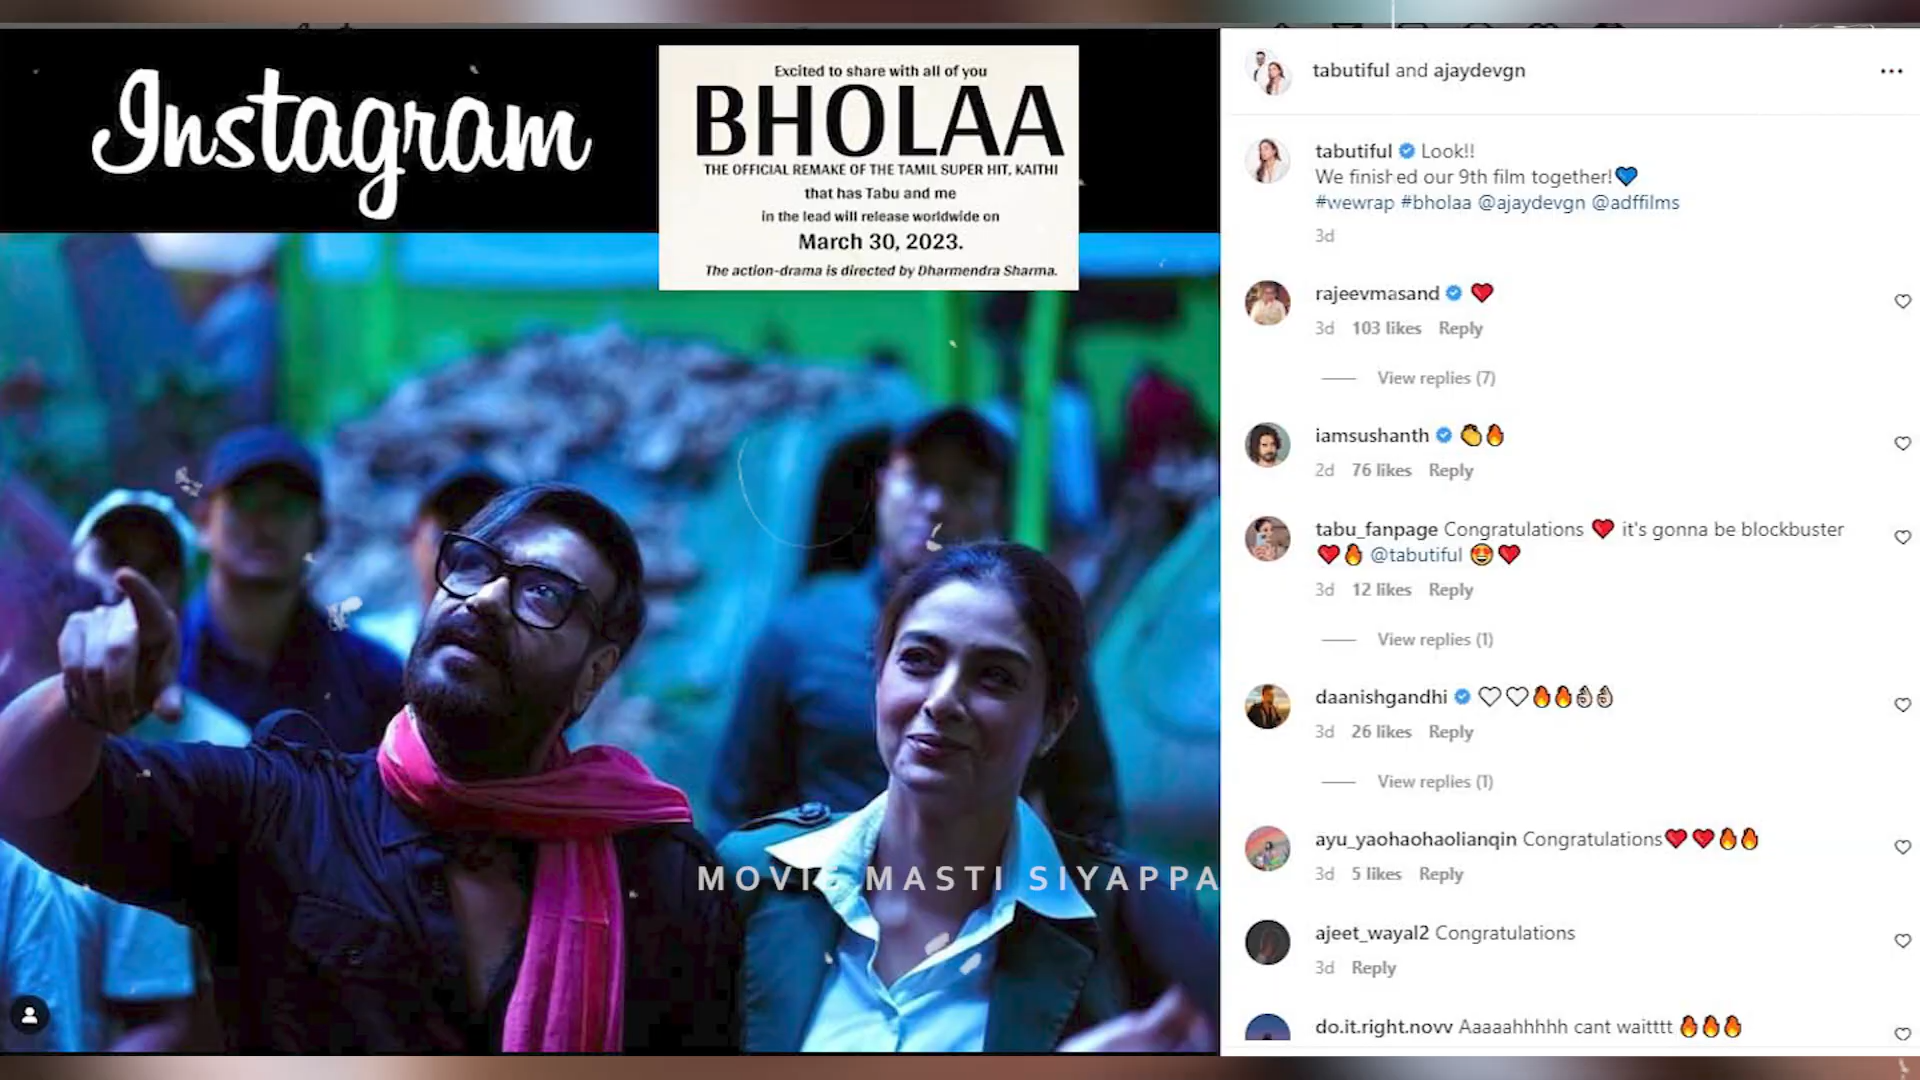 Instagram
Excited to share with all of you
BHOLAA
THE OFFICIAL REMAKE OF THE TAMIL SUPER HIT, KAITHI
that has Tabu and me
in the lead will release worldwide on
March 30, 2023.
The action-drama is directed by Dharmendra Sharma.
MOVIE MASTI SIYAPPA
tabutiful and ajaydevgn
tabutiful Look!!
We finished our 9th film together!💙
#wewrap #bholaa @ajaydevgn @adffilms
3d
rajeevmasand ❤️
3d 103 likes Reply
View replies (7)
iamsushanth 👏🔥
2d 76 likes Reply
tabu_fanpage Congratulations ❤️ it's gonna be blockbuster
❤️🔥 @tabutiful 😍❤️
3d 12 likes Reply
View replies (1)
daanishgandhi 🤍🤍🔥🔥👌🏻👌🏻
3d 26 likes Reply
View replies (1)
ayu_yaohaohaolianqin Congratulations❤️❤️🔥🔥
3d 5 likes Reply
ajeet_wayal2 Congratulations
3d Reply
do.it.right.novv Aaaaahhhhh cant waitttt 🔥🔥🔥